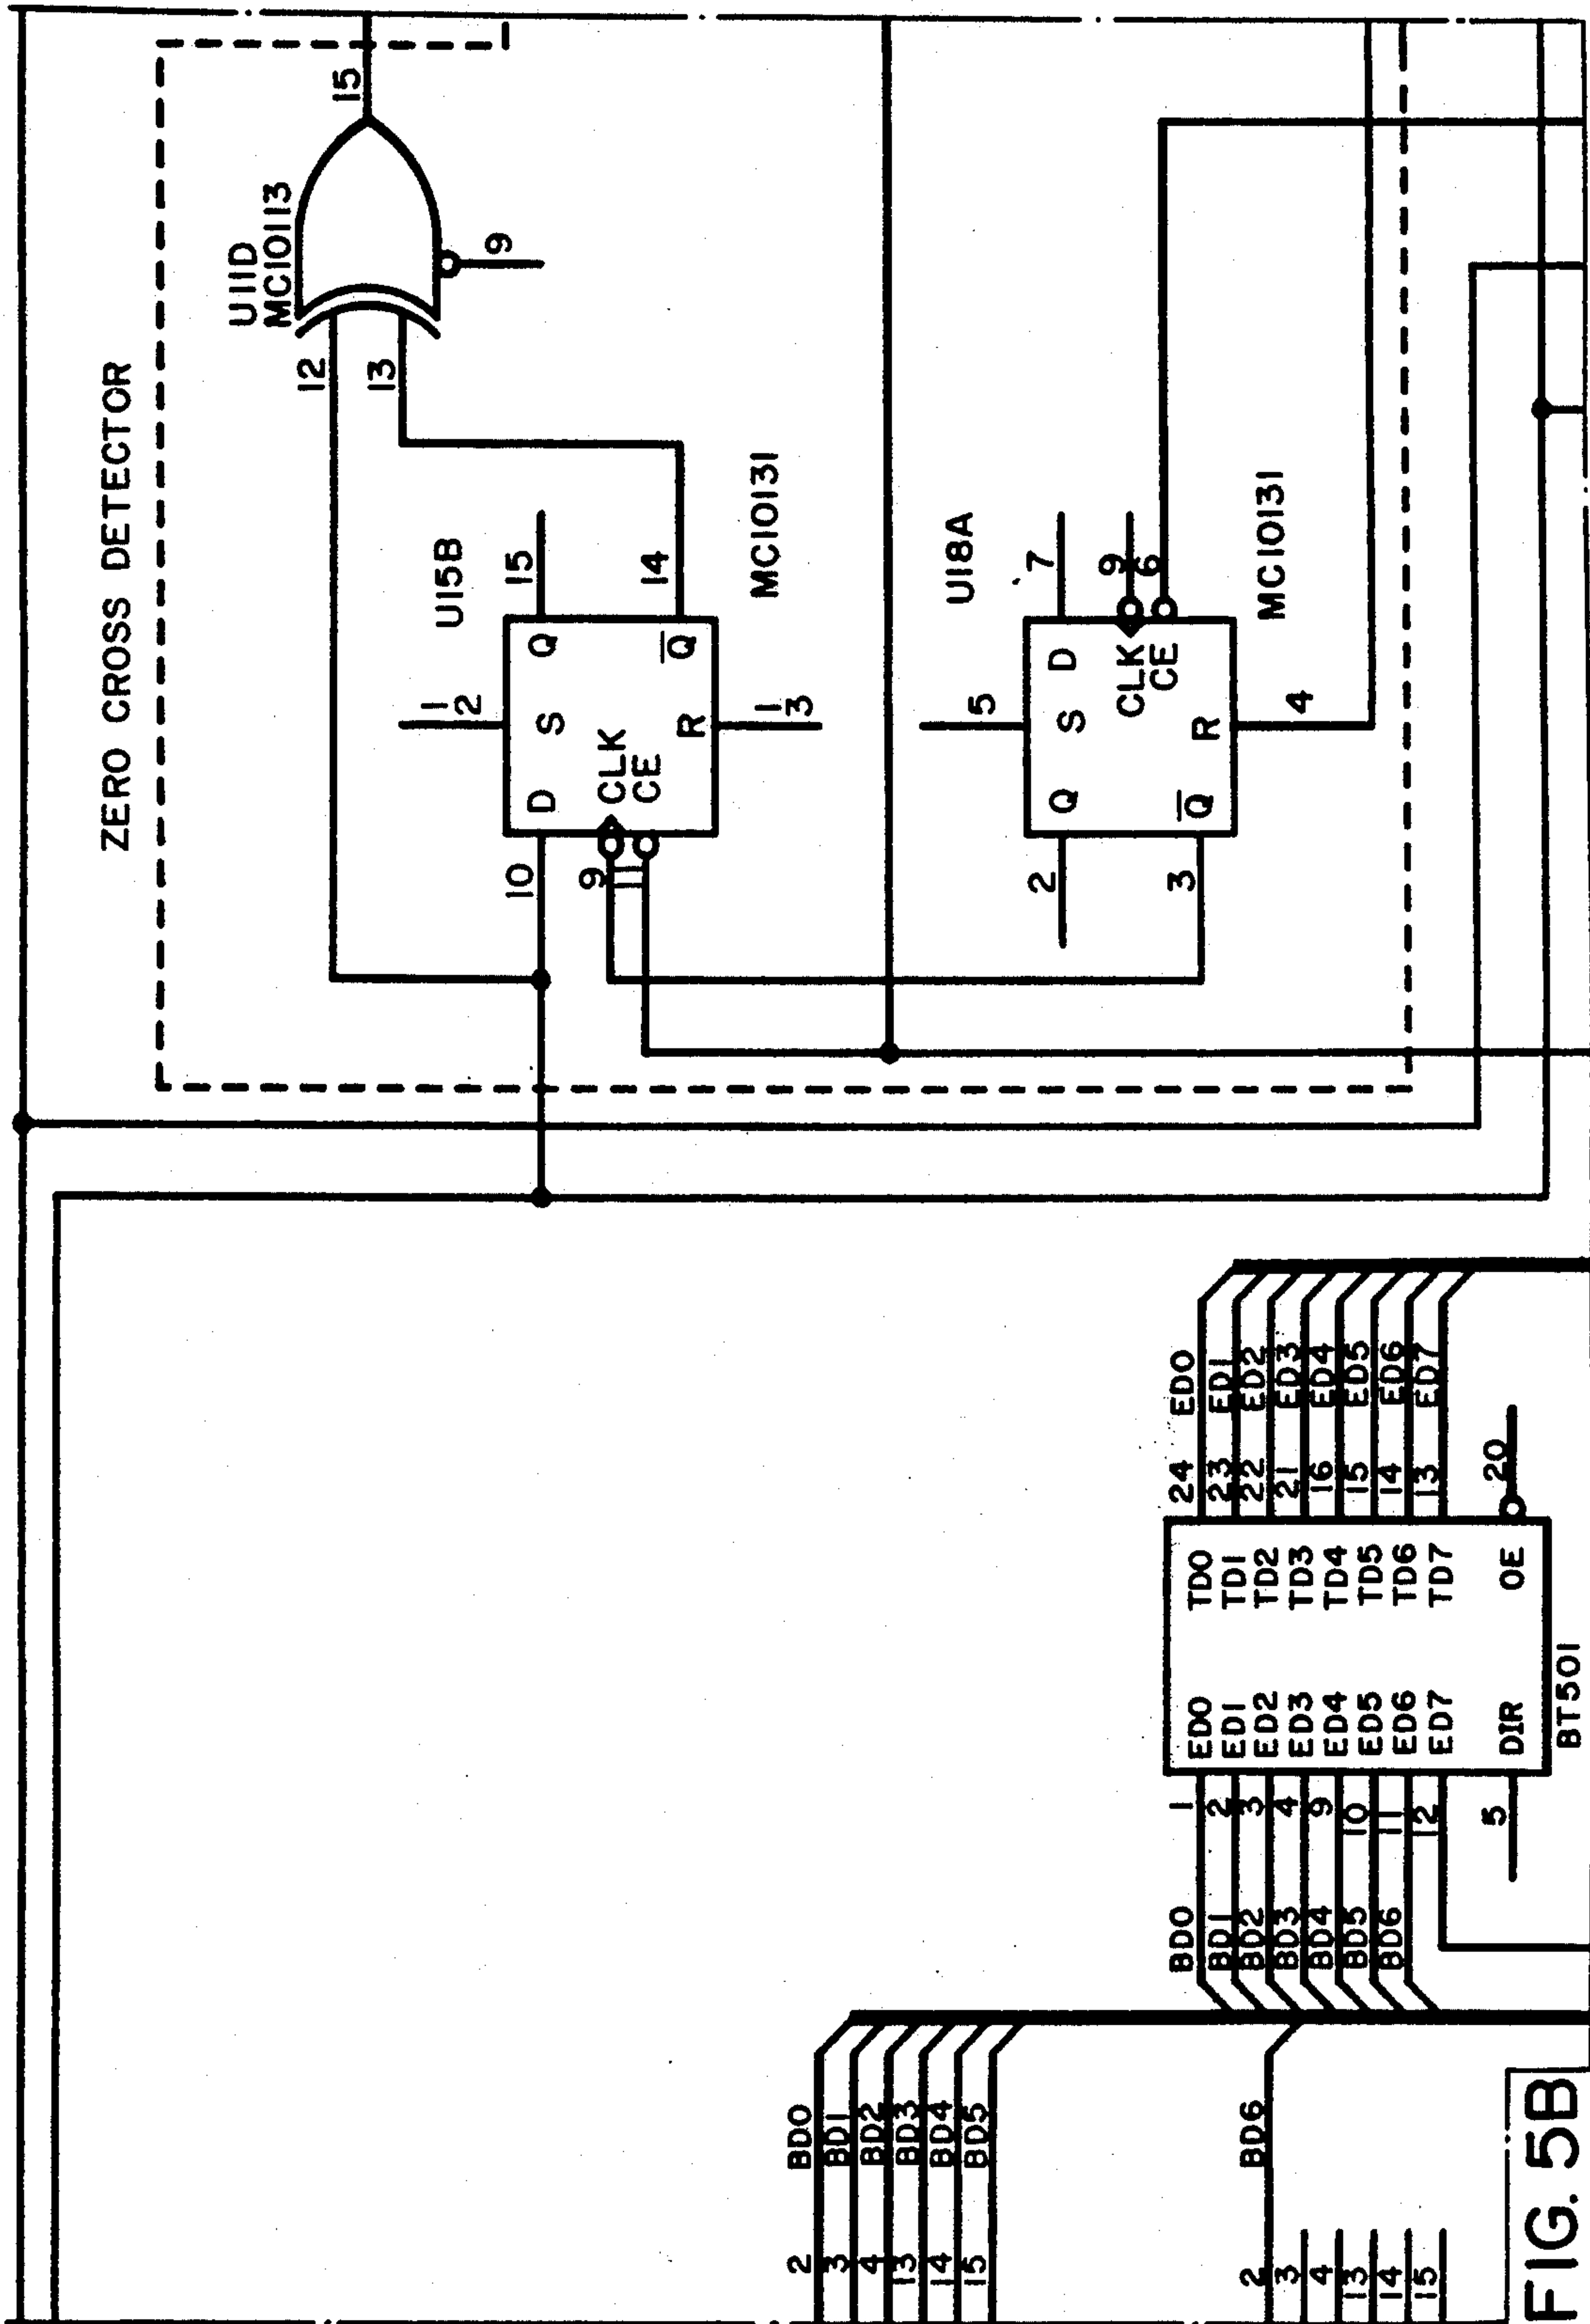 ZERO CROSS DETECTOR
U11D
MC10113
12
13
15
9
U15B
MC10131
10
9
11
12
13
15
14
D
CLK
CE
S
R
Q
Q̅
U18A
MC10131
2
3
5
4
7
9
6
Q
Q̅
S
R
D
CLK
CE
BD0 1 ED0 TD0 24 ED0
BD1 2 ED1 TD1 23 ED1
BD2 3 ED2 TD2 22 ED2
BD3 4 ED3 TD3 21 ED3
BD4 9 ED4 TD4 16 ED4
BD5 10 ED5 TD5 15 ED5
BD6 11 ED6 TD6 14 ED6
12 ED7 TD7 13 ED7
5 DIR OE 20
BT501
2 BD0
3 BD1
4 BD2
13 BD3
14 BD4
15 BD5
2 BD6
3
4
13
14
15
FIG. 5B